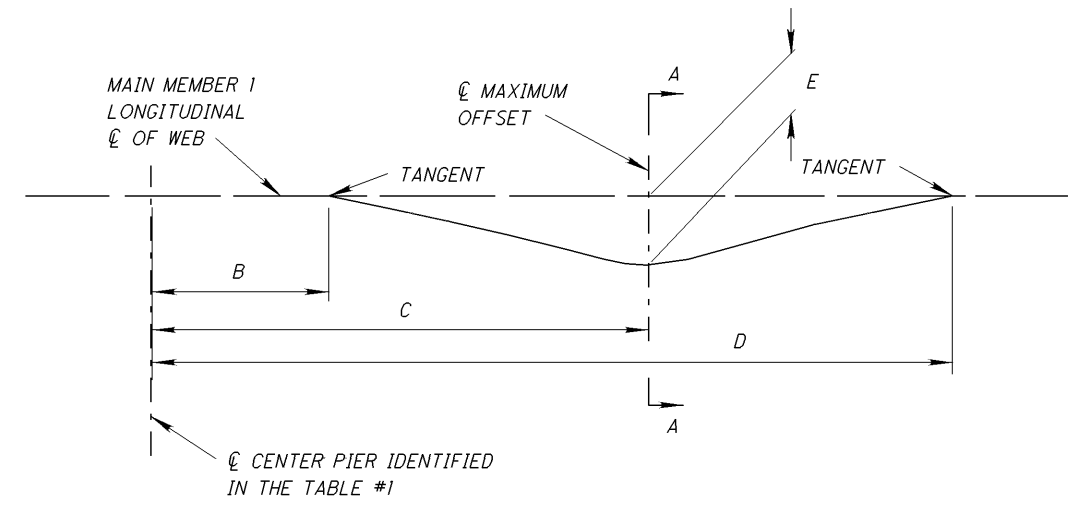 MAIN MEMBER 1
LONGITUDINAL
℄ OF WEB
TANGENT
℄ MAXIMUM
OFFSET
A
E
TANGENT
B
C
D
A
℄ CENTER PIER IDENTIFIED
IN THE TABLE #1